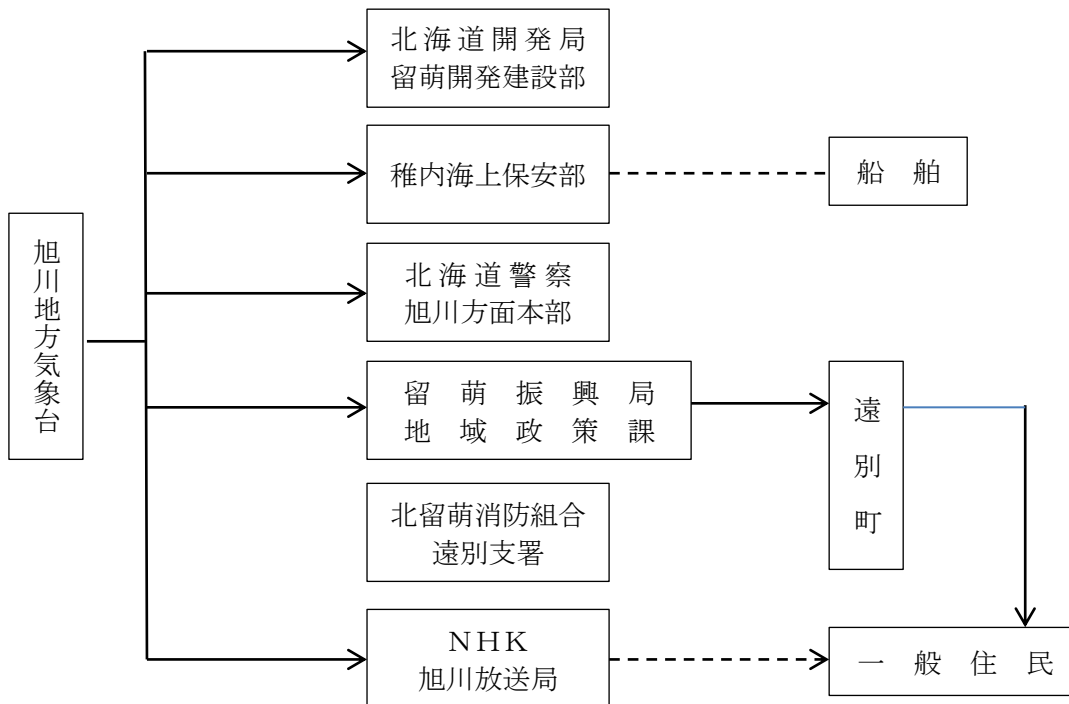 北海道開発局
留萌開発建設部
稚内海上保安部
船舶
旭川地方気象台
北海道警察
旭川方面本部
留萌振興局
地域政策課
遠別町
北留萌消防組合
遠別支署
NHK
旭川放送局
一般住民